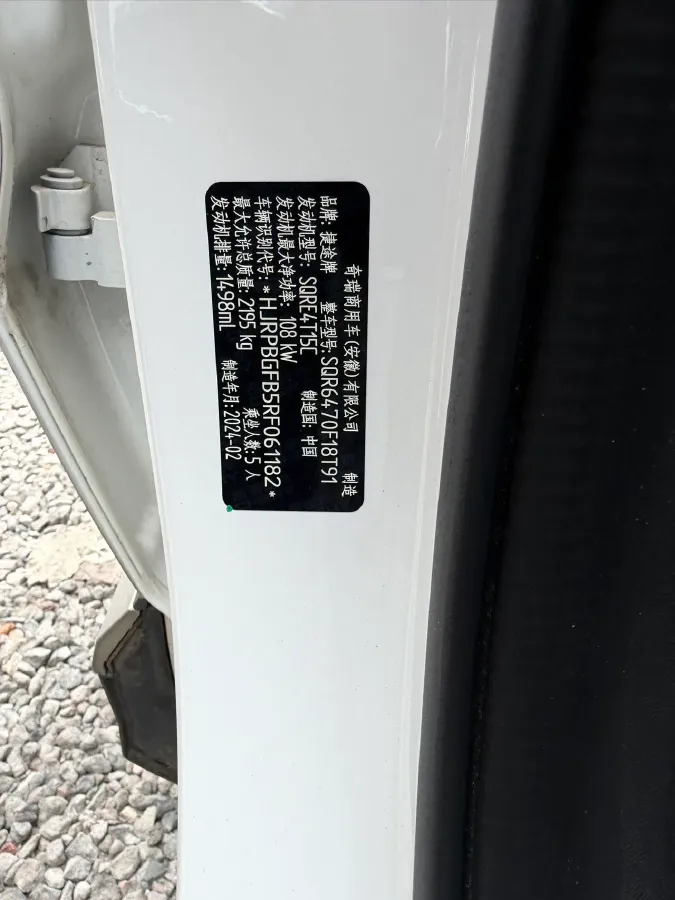 奇瑞商用车(安徽)有限公司 制造
品牌: 捷途牌 整车型号: SQR6470F18T91
发动机型号: SQRE4T15C 制造国: 中国
发动机最大净功率: 108 kW
车辆识别代号: *HJRPBGFB5RF061182*
最大允许总质量: 2195 kg 乘坐人数: 5 人
发动机排量: 1498mL 制造年月: 2024-02